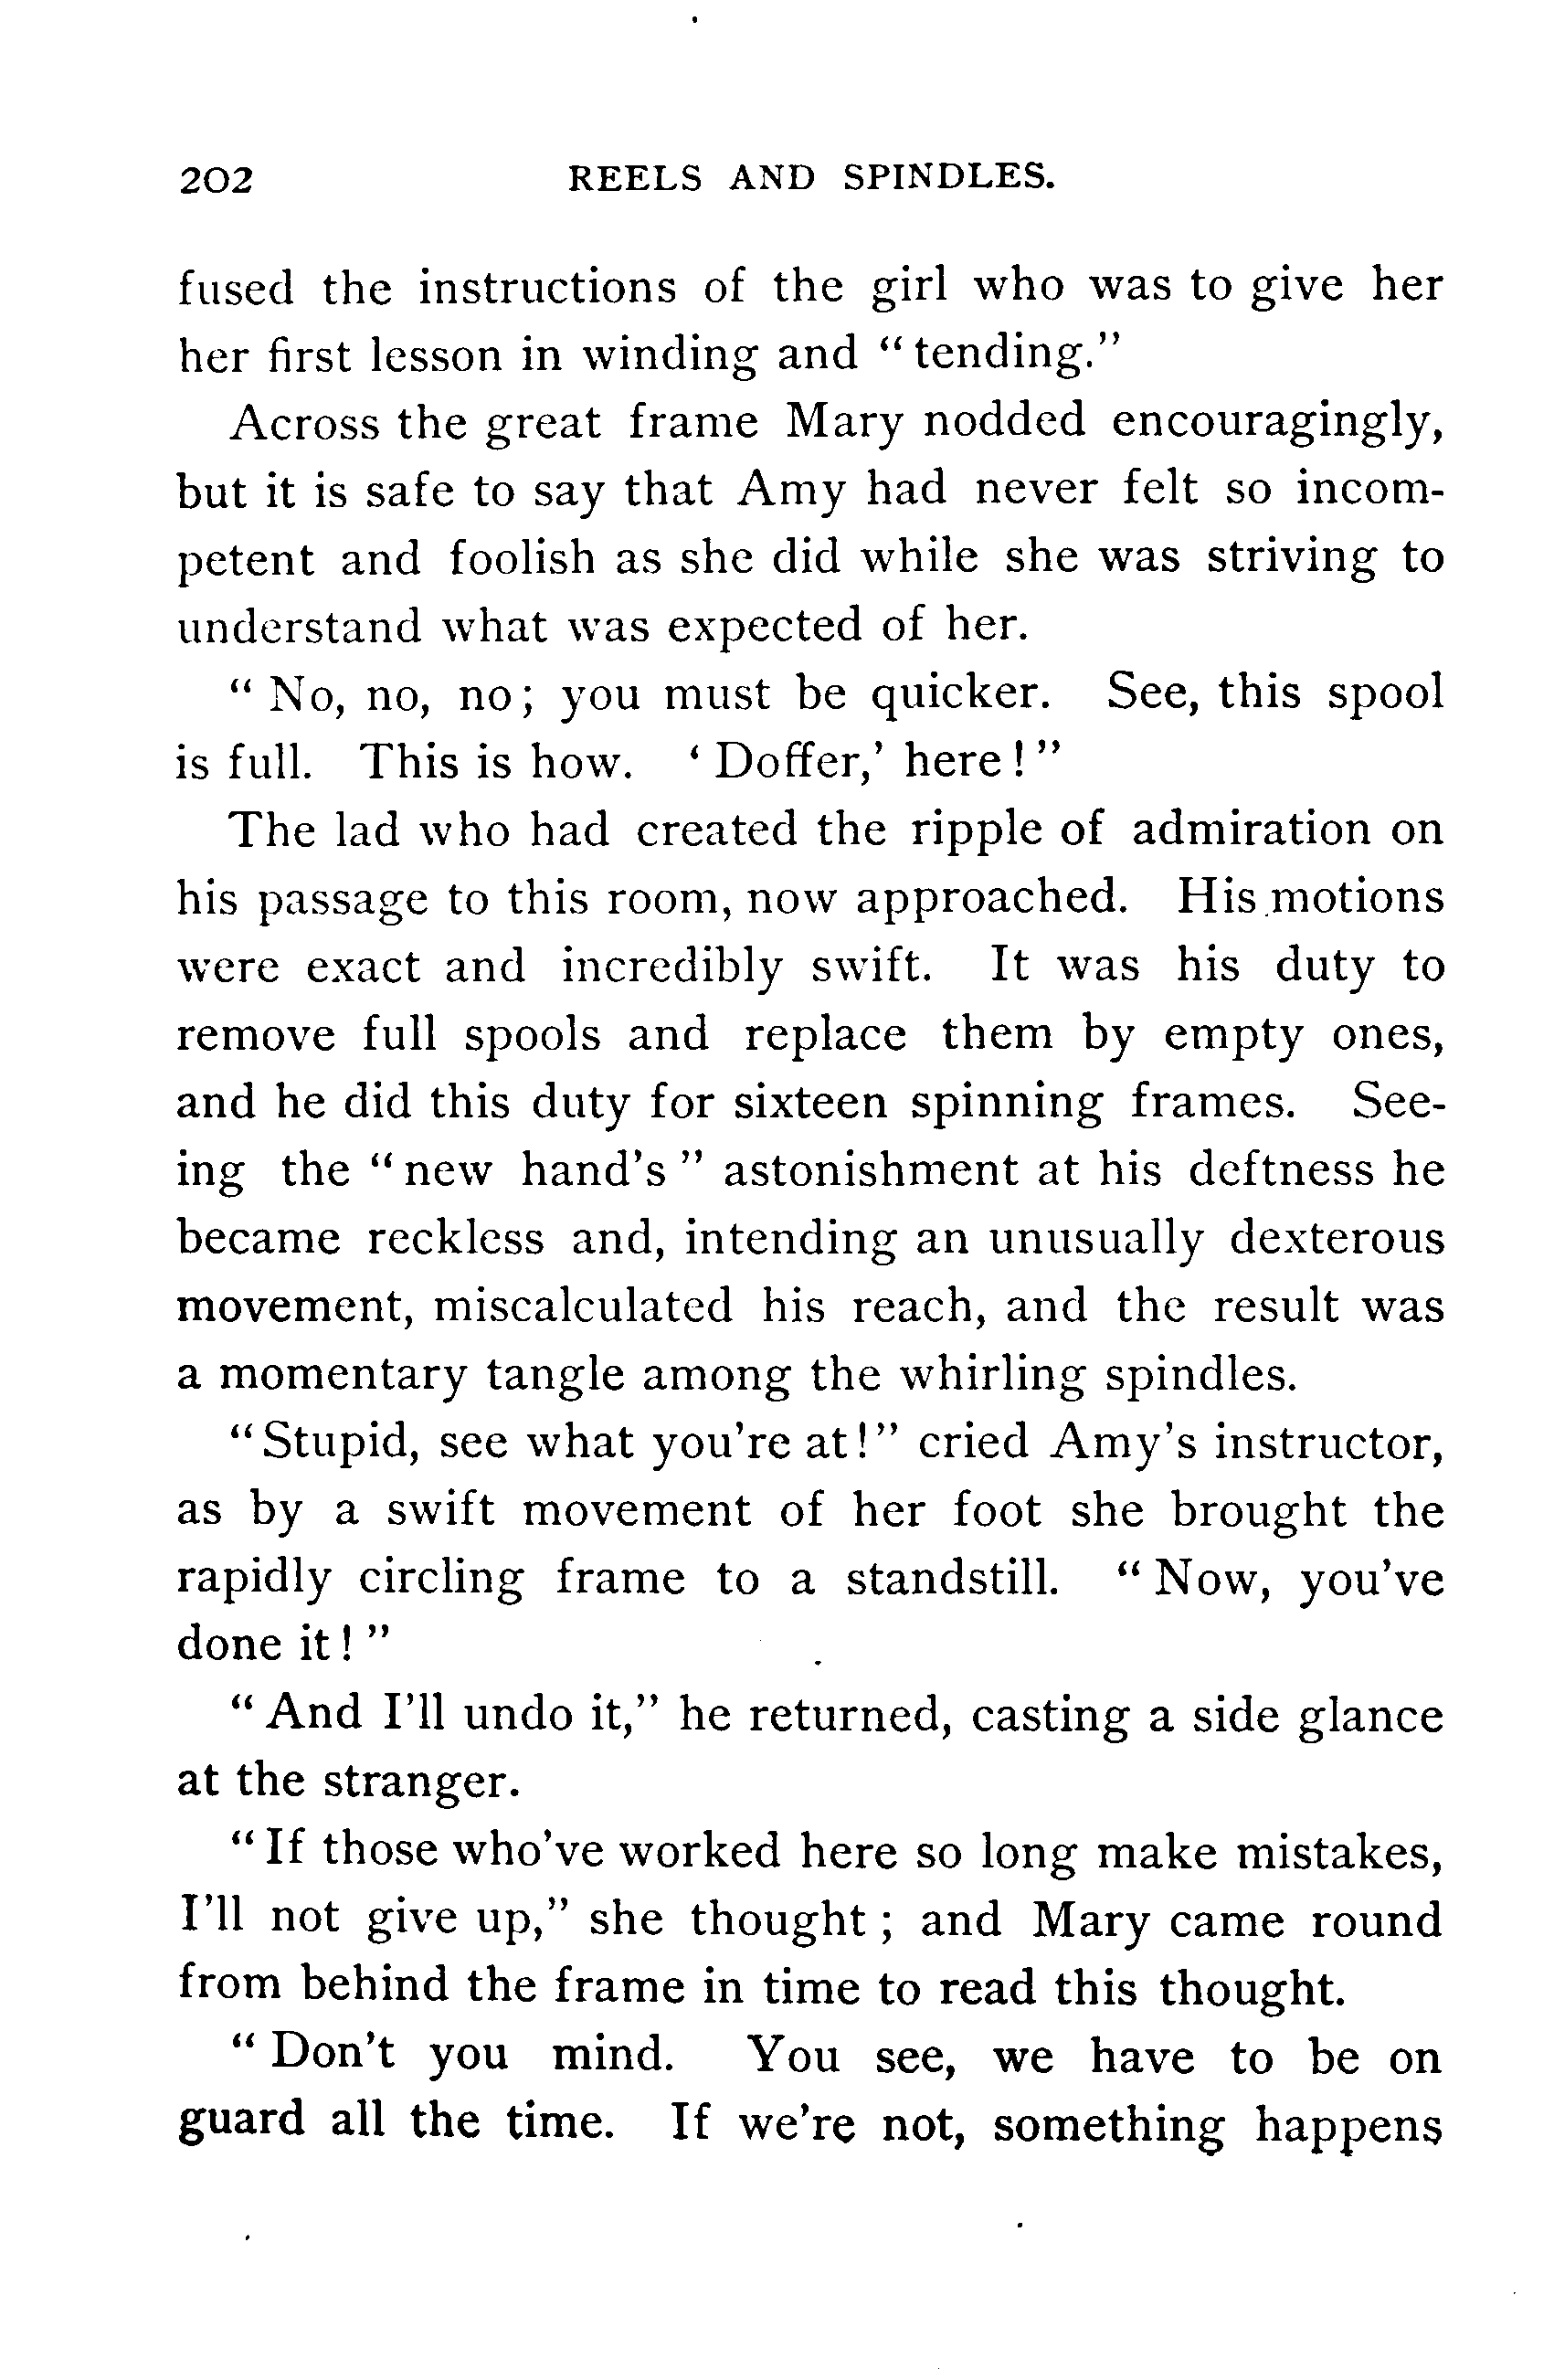 202 REELS AND SPINDLES.
fused the instructions of the girl who was to give her
her first lesson in winding and “tending.”
Across the great frame Mary nodded encouragingly,
but it is safe to say that Amy had never felt so incom-
petent and foolish as she did while she was striving to
understand what was expected of her.
“No, no, no; you must be quicker. See, this spool
is full. This is how. ‘Doffer,’ here!”
The lad who had created the ripple of admiration on
his passage to this room, now approached. His motions
were exact and incredibly swift. It was his duty to
remove full spools and replace them by empty ones,
and he did this duty for sixteen spinning frames. See-
ing the “new hand's” astonishment at his deftness he
became reckless and, intending an unusually dexterous
movement, miscalculated his reach, and the result was
a momentary tangle among the whirling spindles.
“Stupid, see what you're at!” cried Amy's instructor,
as by a swift movement of her foot she brought the
rapidly circling frame to a standstill. “Now, you've
done it!”
“And I'll undo it,” he returned, casting a side glance
at the stranger.
“If those who've worked here so long make mistakes,
I'll not give up,” she thought; and Mary came round
from behind the frame in time to read this thought.
“Don't you mind. You see, we have to be on
guard all the time. If we're not, something happens